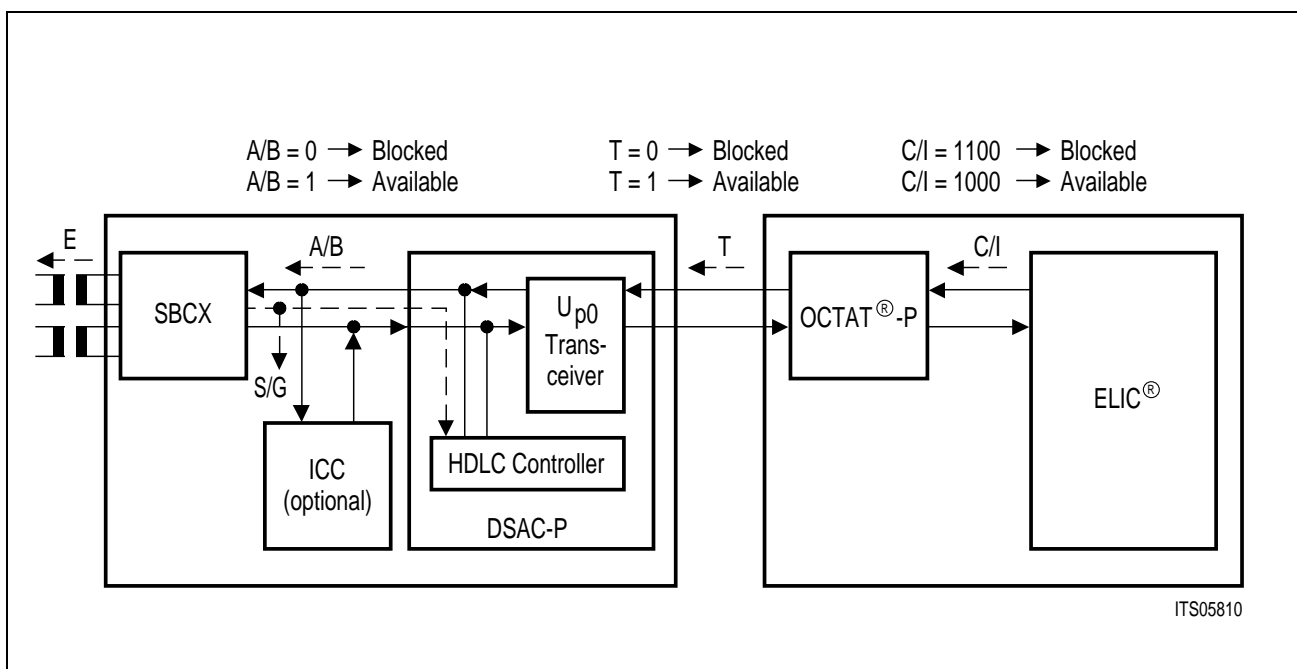 A/B = 0 → Blocked
A/B = 1 → Available
T = 0 → Blocked
T = 1 → Available
C/I = 1100 → Blocked
C/I = 1000 → Available
E
A/B
T
C/I
SBCX
S/G
ICC
(optional)
Up0
Trans-
ceiver
HDLC Controller
DSAC-P
OCTAT®-P
ELIC®
ITS05810